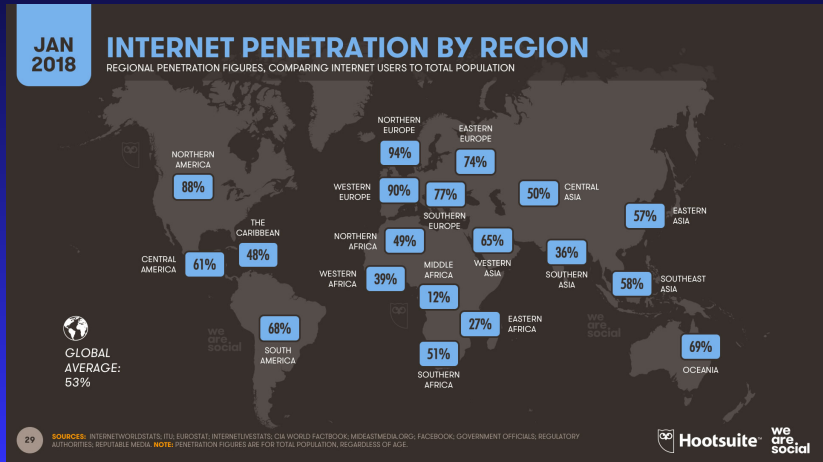 JAN
2018
INTERNET PENETRATION BY REGION
REGIONAL PENETRATION FIGURES, COMPARING INTERNET USERS TO TOTAL POPULATION
NORTHERN
AMERICA
88%
CENTRAL
AMERICA
61%
THE
CARIBBEAN
48%
68%
SOUTH
AMERICA
NORTHERN
EUROPE
94%
WESTERN
EUROPE
90%
EASTERN
EUROPE
74%
77%
SOUTHERN
EUROPE
NORTHERN
AFRICA
49%
WESTERN
AFRICA
39%
MIDDLE
AFRICA
12%
27%
EASTERN
AFRICA
51%
SOUTHERN
AFRICA
65%
WESTERN
ASIA
50%
CENTRAL
ASIA
36%
SOUTHERN
ASIA
57%
EASTERN
ASIA
58%
SOUTHEAST
ASIA
69%
OCEANIA
we
are.
social
we
are.
social
GLOBAL
AVERAGE:
53%
29
SOURCES: INTERNETWORLDSTATS; ITU; EUROSTAT; INTERNETLIVESTATS; CIA WORLD FACTBOOK; MIDEASTMEDIA.ORG; FACEBOOK; GOVERNMENT OFFICIALS; REGULATORY
AUTHORITIES; REPUTABLE MEDIA. NOTE: PENETRATION FIGURES ARE FOR TOTAL POPULATION, REGARDLESS OF AGE.
Hootsuite™
we
are.
social